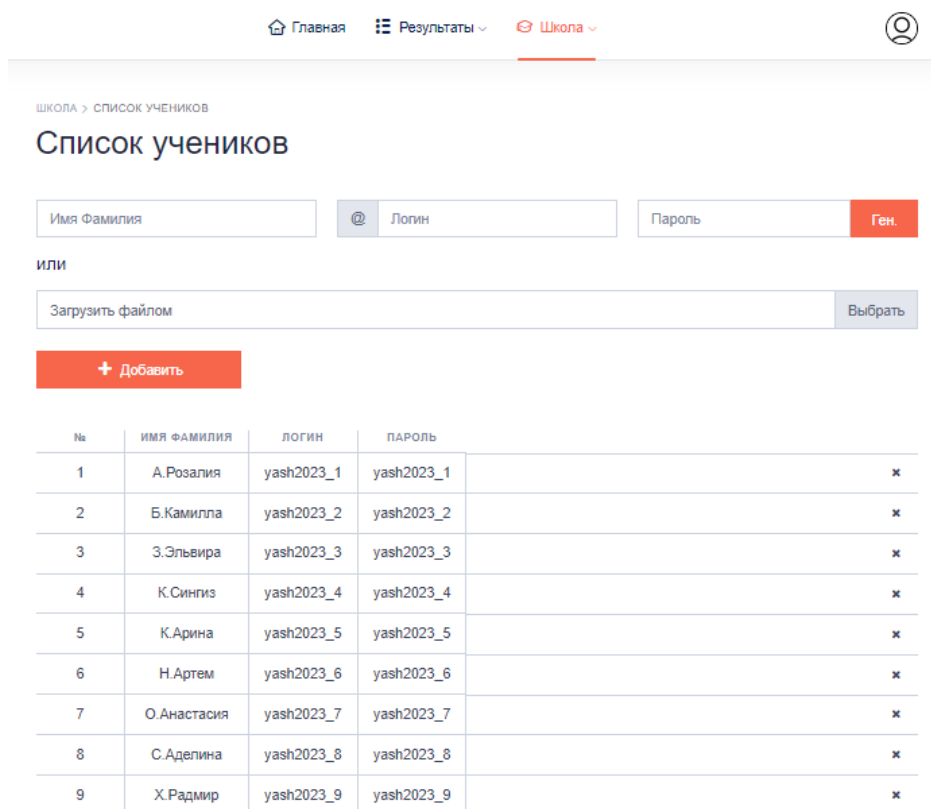 Главная Результаты Школа
ШКОЛА > СПИСОК УЧЕНИКОВ
Список учеников
Имя Фамилия @ Логин Пароль Ген.
или
Загрузить файлом Выбрать
+ Добавить
№ ИМЯ ФАМИЛИЯ ЛОГИН ПАРОЛЬ
1 А.Розалия yash2023_1 yash2023_1 ×
2 Б.Камилла yash2023_2 yash2023_2 ×
3 З.Эльвира yash2023_3 yash2023_3 ×
4 К.Сингиз yash2023_4 yash2023_4 ×
5 К.Арина yash2023_5 yash2023_5 ×
6 Н.Артем yash2023_6 yash2023_6 ×
7 О.Анастасия yash2023_7 yash2023_7 ×
8 С.Аделина yash2023_8 yash2023_8 ×
9 Х.Радмир yash2023_9 yash2023_9 ×